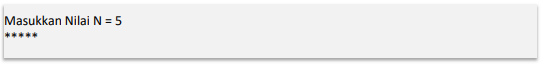 Masukkan Nilai N = 5
*****